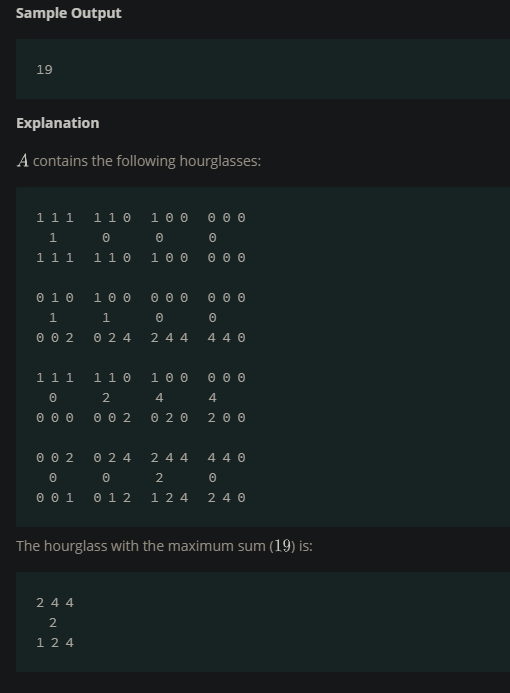 Sample Output
19
Explanation
A contains the following hourglasses:
1 1 1  1 1 0  1 0 0  0 0 0
  1      0      0      0
1 1 1  1 1 0  1 0 0  0 0 0
0 1 0  1 0 0  0 0 0  0 0 0
  1      1      0      0
0 0 2  0 2 4  2 4 4  4 4 0
1 1 1  1 1 0  1 0 0  0 0 0
  0      2      4      4
0 0 0  0 0 2  0 2 0  2 0 0
0 0 2  0 2 4  2 4 4  4 4 0
  0      0      2      0
0 0 1  0 1 2  1 2 4  2 4 0
The hourglass with the maximum sum (19) is:
2 4 4
  2
1 2 4